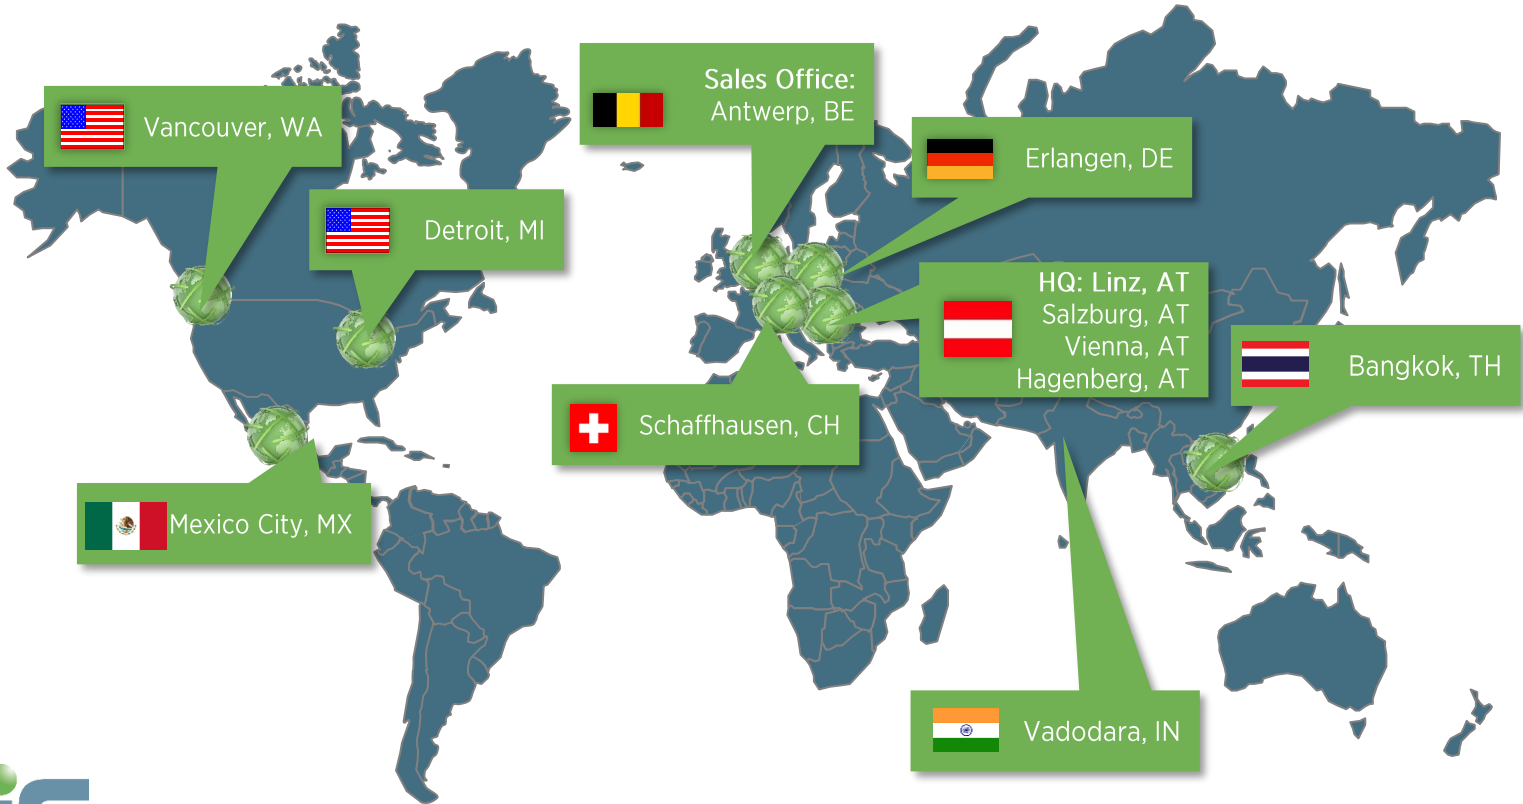 Vancouver, WA
Detroit, MI
Mexico City, MX
Sales Office:
Antwerp, BE
Erlangen, DE
HQ: Linz, AT
Salzburg, AT
Vienna, AT
Hagenberg, AT
Schaffhausen, CH
Bangkok, TH
Vadodara, IN